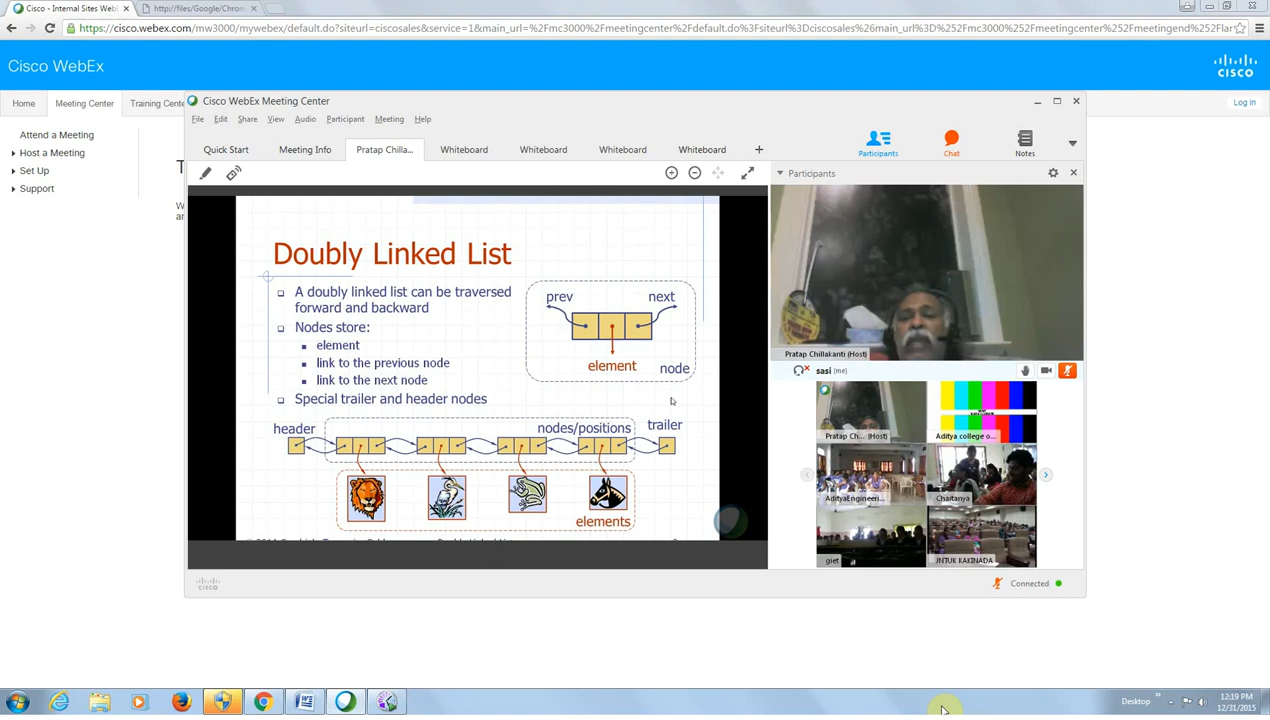 Cisco - Internal Sites WebE
http://files/Google/Chrom
https://cisco.webex.com/mw3000/mywebex/default.do?siteurl=ciscosales&service=1&main_url=%2Fmc3000%2Fmeetingcenter%2Fdefault.do%3Fsiteurl%3Dciscosales%26main_url%3D%252Fmc3000%252Fmeetingcenter%252Fmeetingend%252Flar
Cisco WebEx
CISCO
Home
Meeting Center
Training Cente
Log In
Attend a Meeting
Host a Meeting
Set Up
Support
Cisco WebEx Meeting Center
File Edit Share View Audio Participant Meeting Help
Quick Start
Meeting Info
Pratap Chilla...
Whiteboard
Whiteboard
Whiteboard
Whiteboard
Participants
Chat
Notes
Participants
Doubly Linked List
A doubly linked list can be traversed
forward and backward
Nodes store:
element
link to the previous node
link to the next node
Special trailer and header nodes
prev
next
element
node
header
nodes/positions
trailer
elements
Pratap Chillakanti (Host)
sasi (me)
Pratap Ch... (Host)
Aditya college o...
AdityaEngineeri...
Chaitanya
giet
JNTUK KAKINADA
CISCO
Connected
Desktop
12:19 PM
12/31/2015